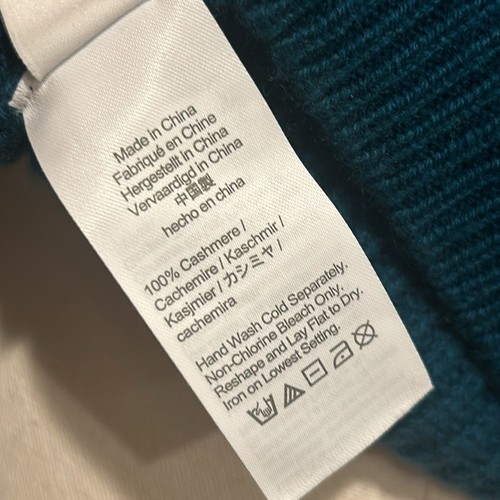 Made in China
Fabriqué en Chine
Hergestellt in China
Vervaardigd in China
中国製
hecho en china
100% Cashmere /
Cachemire / Kaschmir /
Kasjmier / カシミヤ /
cachemira
Hand Wash Cold Separately.
Non-Chlorine Bleach Only.
Reshape and Lay Flat to Dry.
Iron on Lowest Setting.